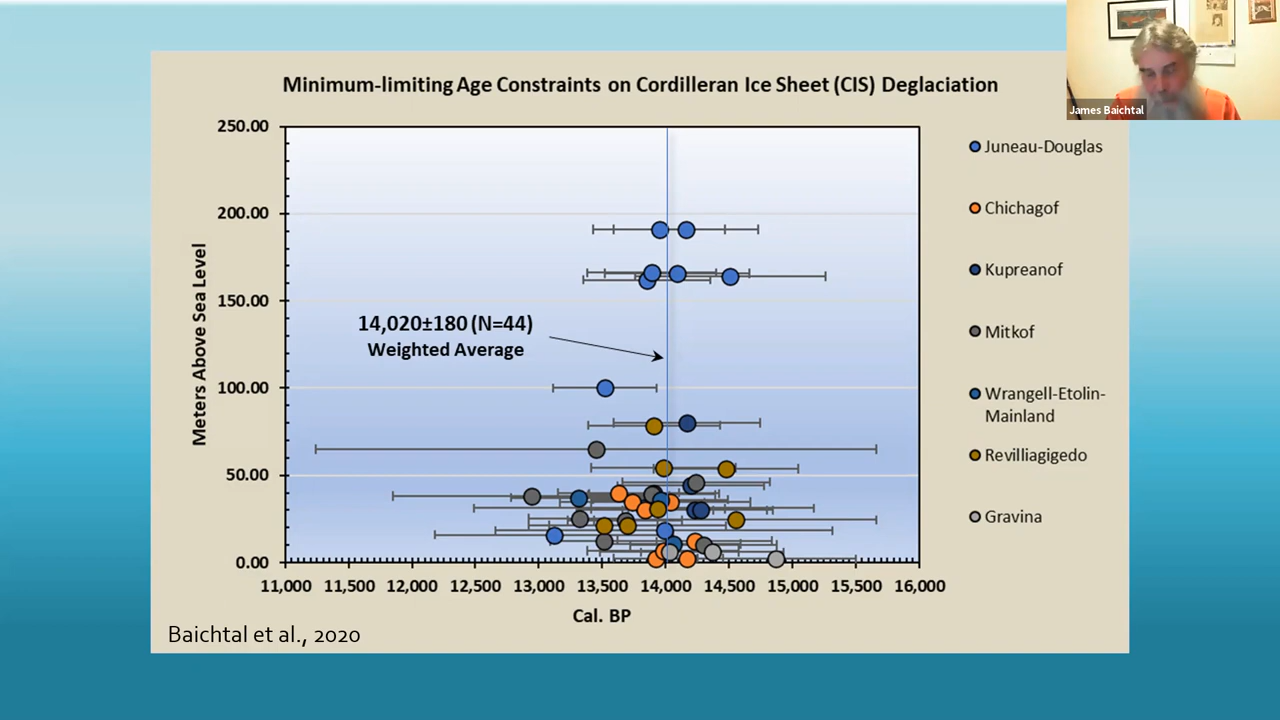 James Baichtal
Minimum-limiting Age Constraints on Cordilleran Ice Sheet (CIS) Deglaciation
250.00
200.00
150.00
100.00
50.00
0.00
Meters Above Sea Level
14,020±180 (N=44)
Weighted Average
11,000 11,500 12,000 12,500 13,000 13,500 14,000 14,500 15,000 15,500 16,000
Cal. BP
Juneau-Douglas
Chichagof
Kupreanof
Mitkof
Wrangell-Etolin-
Mainland
Revilliagigedo
Gravina
Baichtal et al., 2020